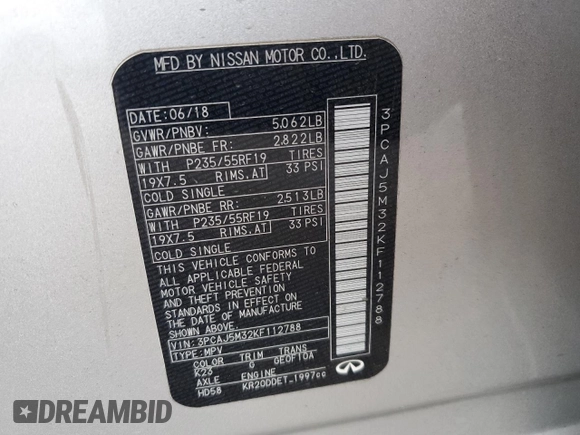 MFD BY NISSAN MOTOR CO.,LTD.
DATE: 06/18
GVWR/PNBV: 5,062LB
GAWR/PNBE FR: 2,822LB
WITH P235/55RF19 TIRES
19X7.5 RIMS.AT 33 PSI
COLD SINGLE
GAWR/PNBE RR: 2,513LB
WITH P235/55RF19 TIRES
19X7.5 RIMS.AT 33 PSI
COLD SINGLE
THIS VEHICLE CONFORMS TO
ALL APPLICABLE FEDERAL
MOTOR VEHICLE SAFETY
AND THEFT PREVENTION
STANDARDS IN EFFECT ON
THE DATE OF MANUFACTURE
SHOWN ABOVE.
VIN: 3PCAJ5M32KF112788
TYPE: MPV
COLOR TRIM TRANS
K23 G GE0F10A
AXLE ENGINE
HD58 KR20DDET 1997cc
3PCAJ5M32KF112788
DREAMBID
©DREAMBID